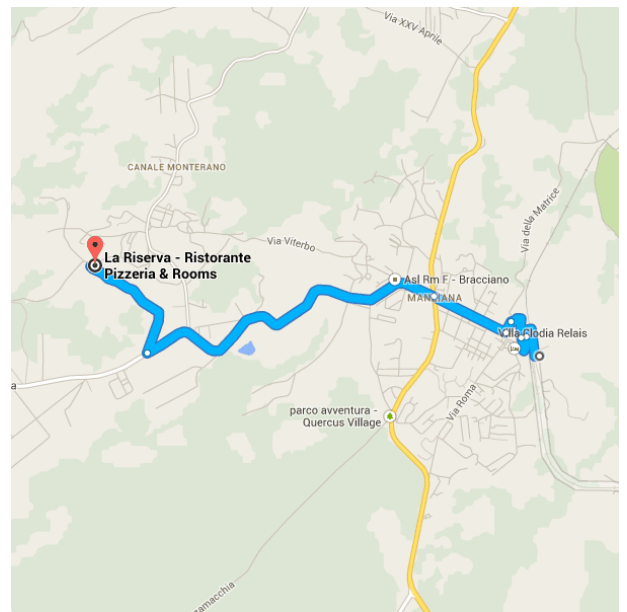 Via XXV Aprile
CANALE MONTERANO
Via della Matrice
Via Viterbo
La Riserva - Ristorante
Pizzeria & Rooms
Asl Rm F - Bracciano
MANZIANA
Villa Clodia Relais
a
Via Roma
parco avventura -
Quercus Village
zamacchia